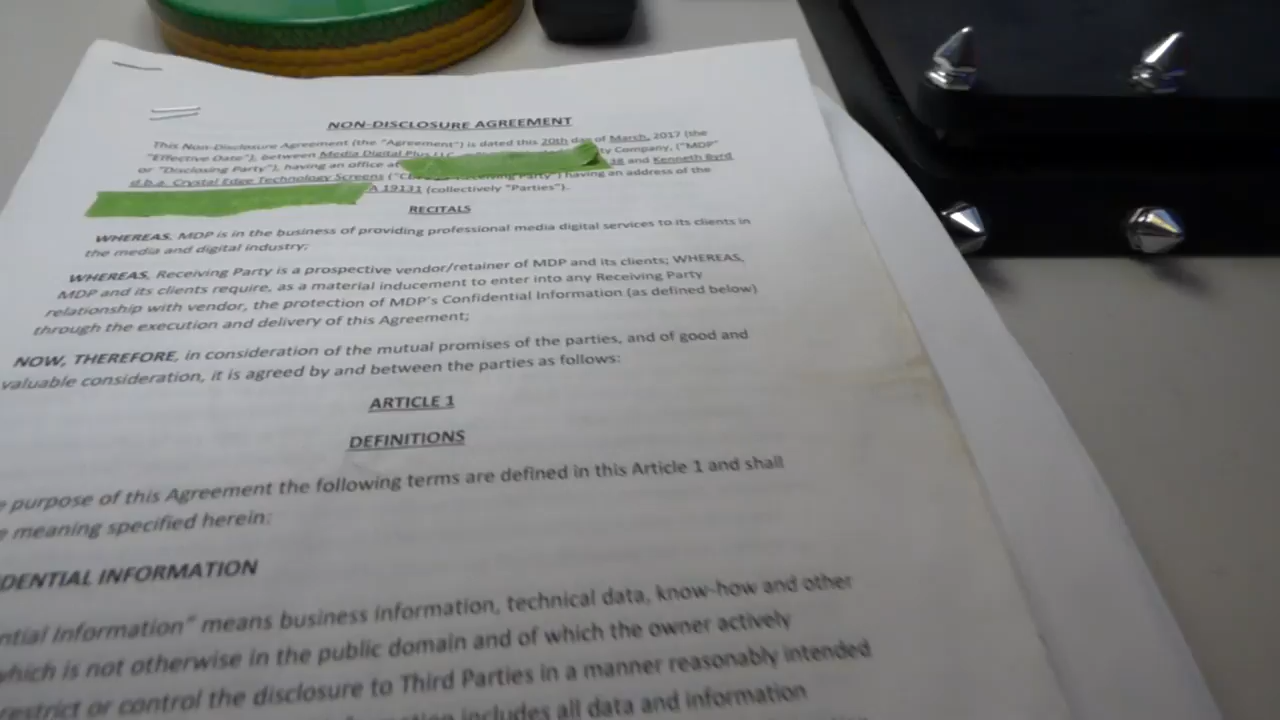 NON-DISCLOSURE AGREEMENT
This Non-Disclosure Agreement (the "Agreement") is dated this 20th day of March, 2017 (the
"Effective Date"), between Media Digital Plus LLC, ty Company, ("MDP"
or "Disclosing Party"), having an office at and Kenneth Byrd
d.b.a. Crystal Edge Technology Screens Party") having an address of the
A 19131 (collectively "Parties").
RECITALS
WHEREAS, MDP is in the business of providing professional media digital services to its clients in
the media and digital industry;
WHEREAS, Receiving Party is a prospective vendor/retainer of MDP and its clients; WHEREAS,
MDP and its clients require, as a material inducement to enter into any Receiving Party
relationship with vendor, the protection of MDP's Confidential Information (as defined below)
through the execution and delivery of this Agreement;
NOW, THEREFORE, in consideration of the mutual promises of the parties, and of good and
valuable consideration, it is agreed by and between the parties as follows:
ARTICLE 1
DEFINITIONS
e purpose of this Agreement the following terms are defined in this Article 1 and shall
e meaning specified herein:
DENTIAL INFORMATION
ntial Information" means business information, technical data, know-how and other
which is not otherwise in the public domain and of which the owner actively
restrict or control the disclosure to Third Parties in a manner reasonably intended
includes all data and information